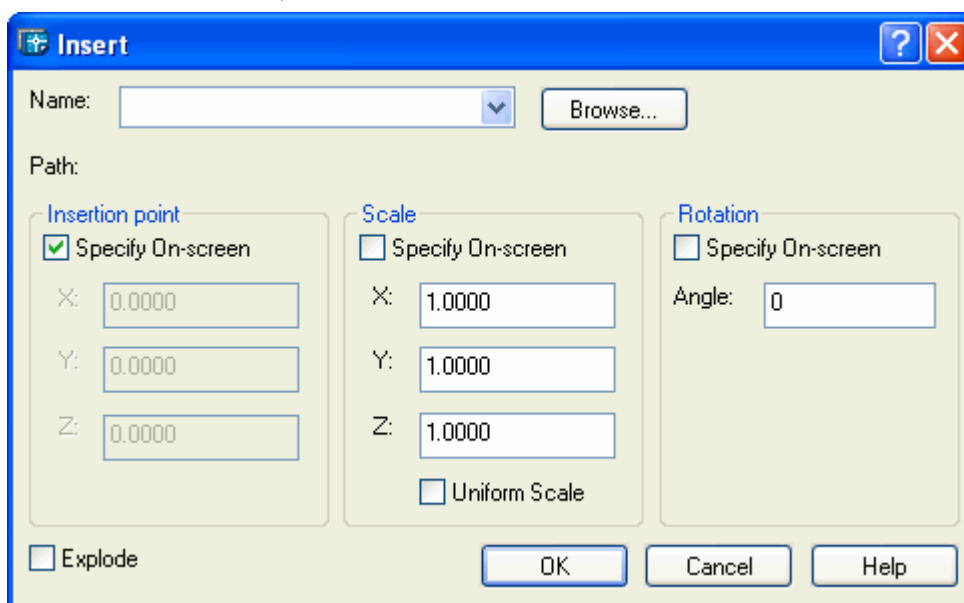 Insert
Name:
Browse...
Path:
Insertion point
Specify On-screen
X: 0.0000
Y: 0.0000
Z: 0.0000
Scale
Specify On-screen
X: 1.0000
Y: 1.0000
Z: 1.0000
Uniform Scale
Rotation
Specify On-screen
Angle: 0
Explode
OK
Cancel
Help